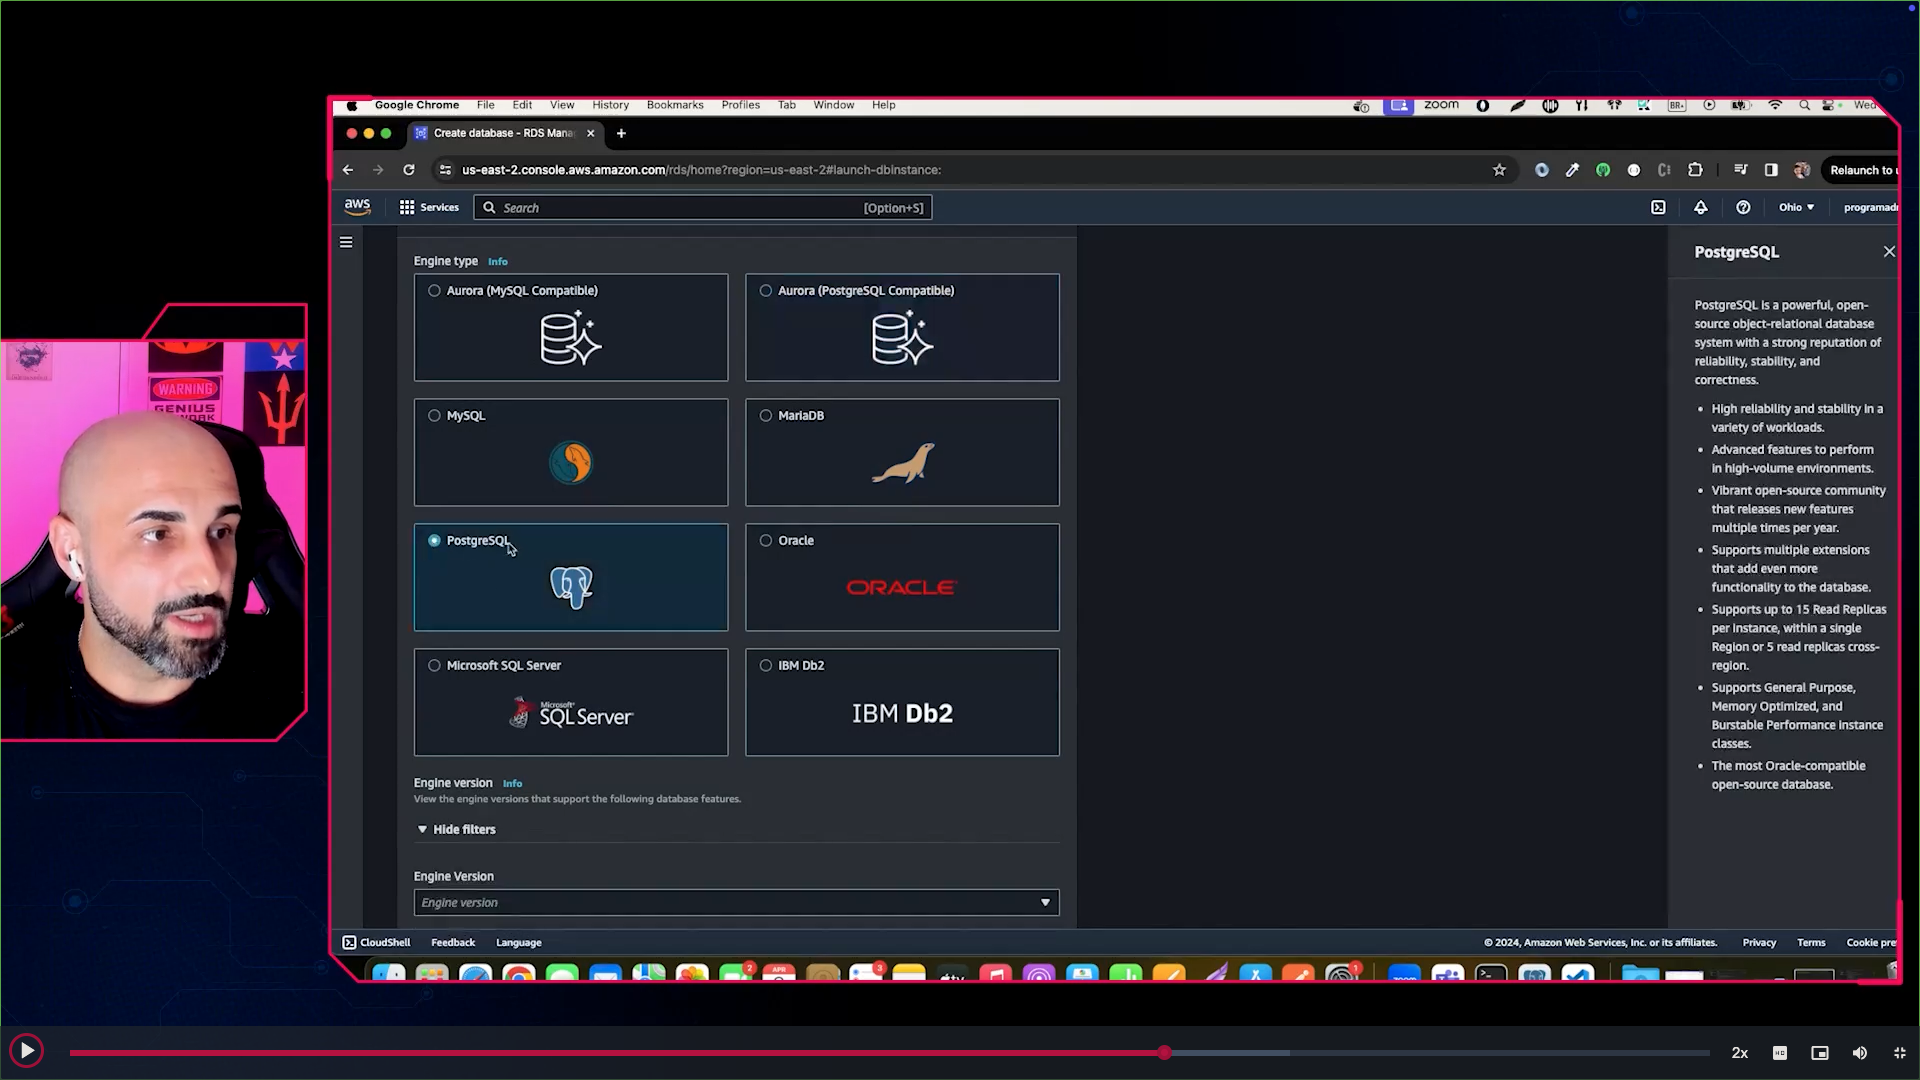 Google Chrome File Edit View History Bookmarks Profiles Tab Window Help
zoom
Wed
Create database - RDS Mana
us-east-2.console.aws.amazon.com/rds/home?region=us-east-2#launch-dbinstance:
Relaunch to u
aws
Services
Search
[Option+S]
Ohio
programadr
Engine type Info
Aurora (MySQL Compatible)
Aurora (PostgreSQL Compatible)
MySQL
MariaDB
PostgreSQL
Oracle
ORACLE
Microsoft SQL Server
Microsoft
SQL Server
IBM Db2
IBM Db2
Engine version Info
View the engine versions that support the following database features.
Hide filters
Engine Version
Engine version
PostgreSQL
PostgreSQL is a powerful, open-
source object-relational database
system with a strong reputation of
reliability, stability, and
correctness.
• High reliability and stability in a
variety of workloads.
• Advanced features to perform
in high-volume environments.
• Vibrant open-source community
that releases new features
multiple times per year.
• Supports multiple extensions
that add even more
functionality to the database.
• Supports up to 15 Read Replicas
per instance, within a single
Region or 5 read replicas cross-
region.
• Supports General Purpose,
Memory Optimized, and
Burstable Performance instance
classes.
• The most Oracle-compatible
open-source database.
CloudShell Feedback Language
© 2024, Amazon Web Services, Inc. or its affiliates. Privacy Terms Cookie pre
WARNING
GENIUS
2x